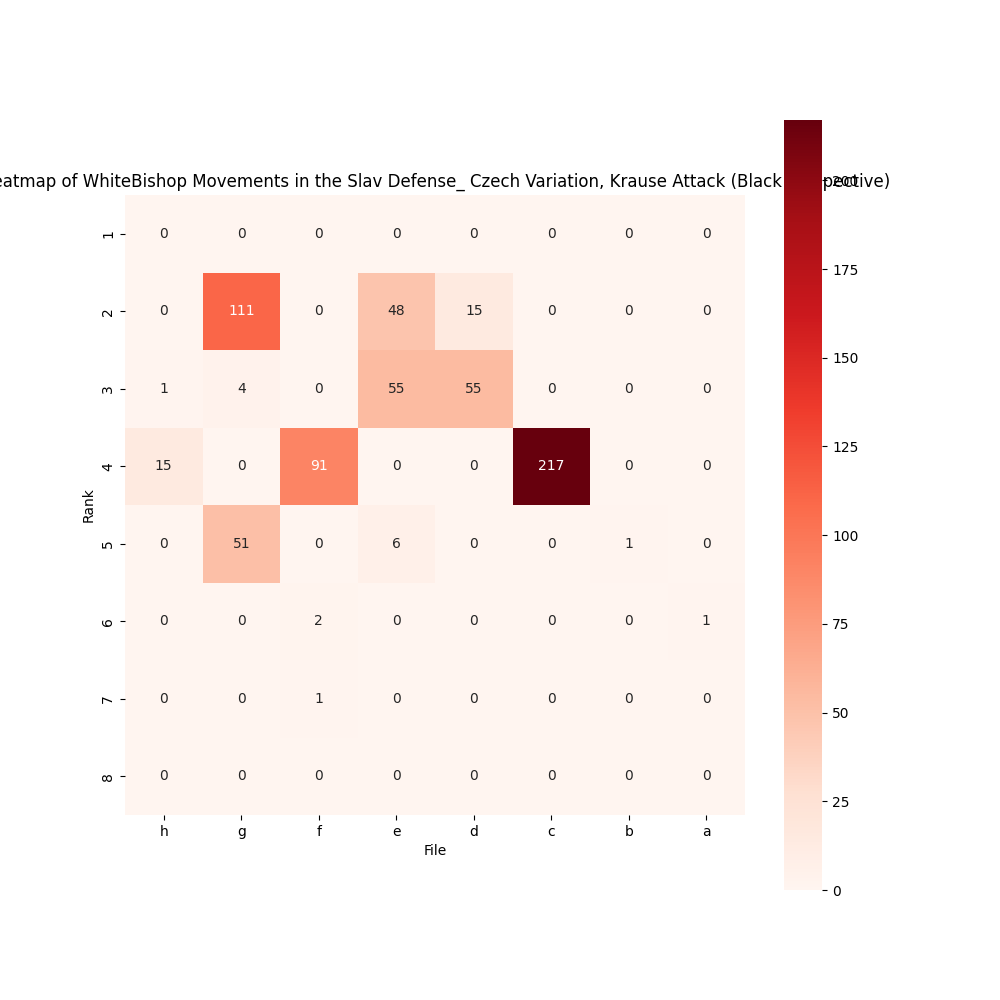 eatmap of WhiteBishop Movements in the Slav Defense_ Czech Variation, Krause Attack (Black pective)
1 0 0 0 0 0 0 0 0
2 0 111 0 48 15 0 0 0
3 1 4 0 55 55 0 0 0
4 15 0 91 0 0 217 0 0
5 0 51 0 6 0 0 1 0
6 0 0 2 0 0 0 0 1
7 0 0 1 0 0 0 0 0
8 0 0 0 0 0 0 0 0
Rank
h g f e d c b a
File
200
175
150
125
100
75
50
25
0